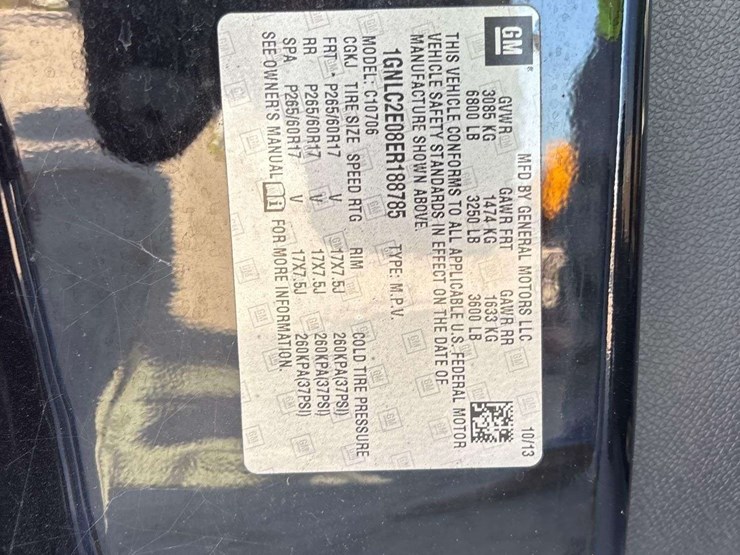 GM
MFD BY GENERAL MOTORS LLC 10/13
GVWR GAWR FRT GAWR RR
3085 KG 1474 KG 1633 KG
6800 LB 3250 LB 3600 LB
THIS VEHICLE CONFORMS TO ALL APPLICABLE U.S. FEDERAL MOTOR
VEHICLE SAFETY STANDARDS IN EFFECT ON THE DATE OF
MANUFACTURE SHOWN ABOVE.
1GNLC2E08ER188785 TYPE: M.P.V.
MODEL: C10706
CGKJ TIRE SIZE SPEED RTG RIM COLD TIRE PRESSURE
FRT P265/60R17 V 17X7.5J 260KPA(37PSI)
RR P265/60R17 V 17X7.5J 260KPA(37PSI)
SPA P265/60R17 V 17X7.5J 260KPA(37PSI)
SEE OWNER'S MANUAL i FOR MORE INFORMATION.